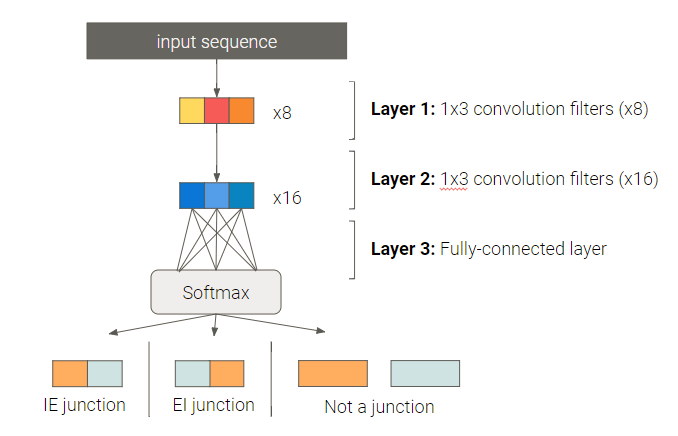 input sequence
x8
Layer 1: 1x3 convolution filters (x8)
x16
Layer 2: 1x3 convolution filters (x16)
Layer 3: Fully-connected layer
Softmax
IE junction
EI junction
Not a junction